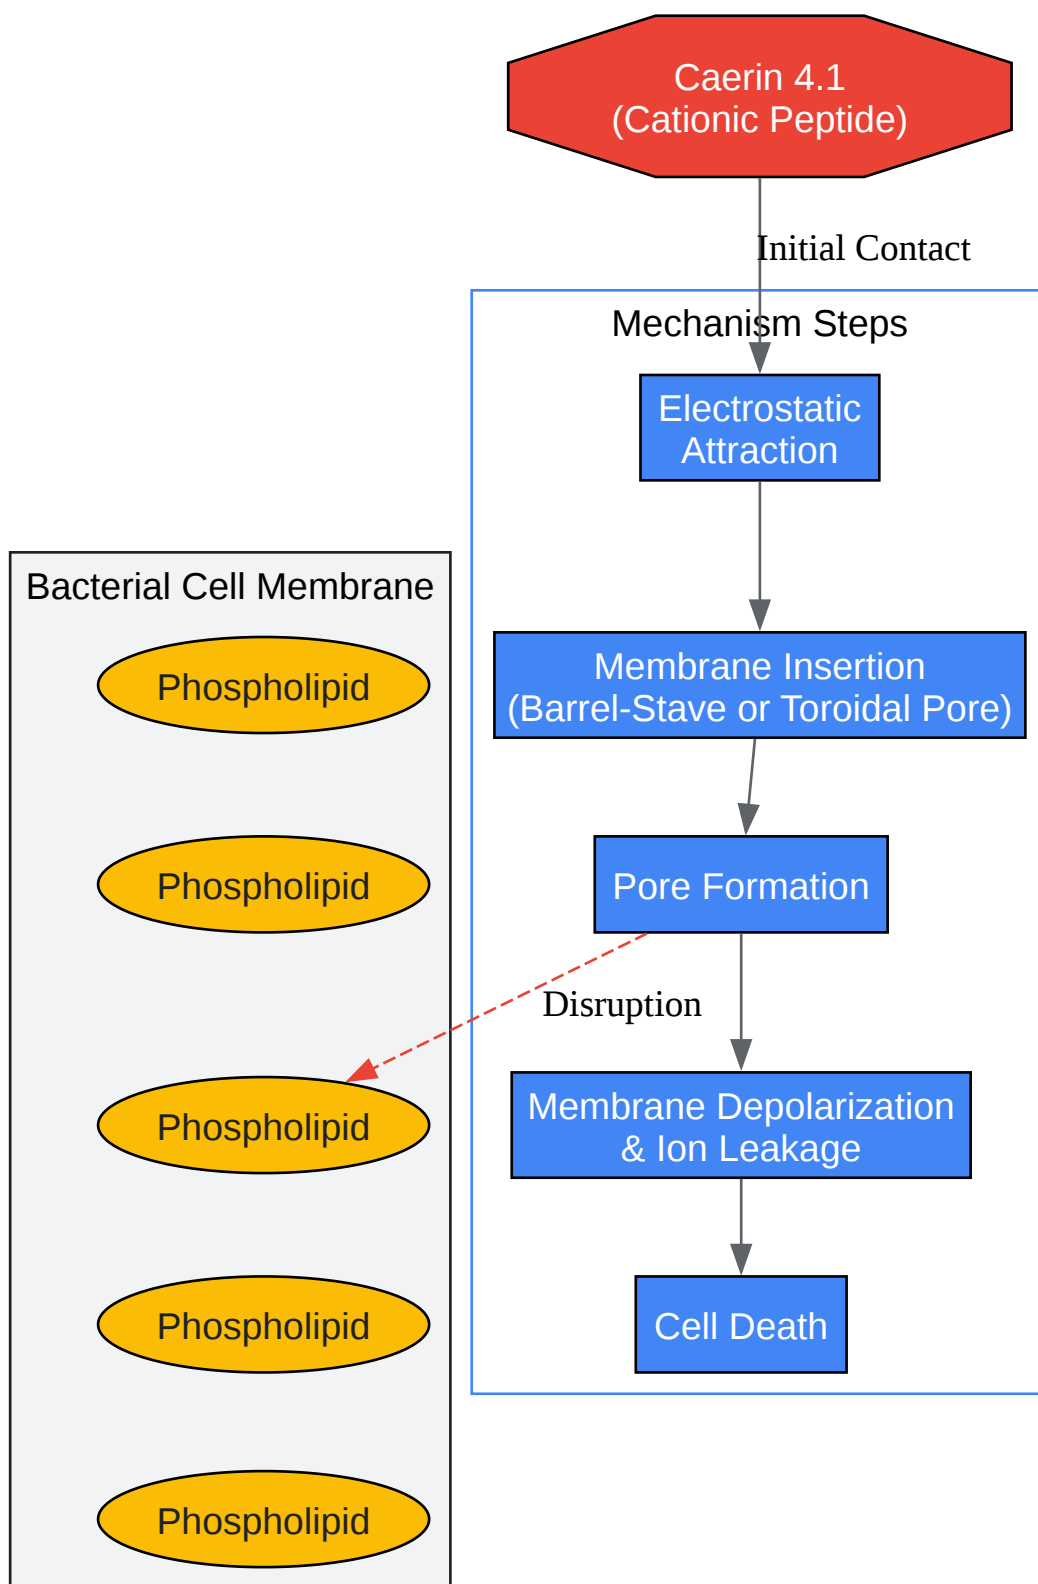 Caerin 4.1
(Cationic Peptide)
Initial Contact
Mechanism Steps
Electrostatic
Attraction
Bacterial Cell Membrane
Phospholipid
Membrane Insertion
(Barrel-Stave or Toroidal Pore)
Phospholipid
Pore Formation
Disruption
Phospholipid
Membrane Depolarization
& Ion Leakage
Phospholipid
Cell Death
Phospholipid